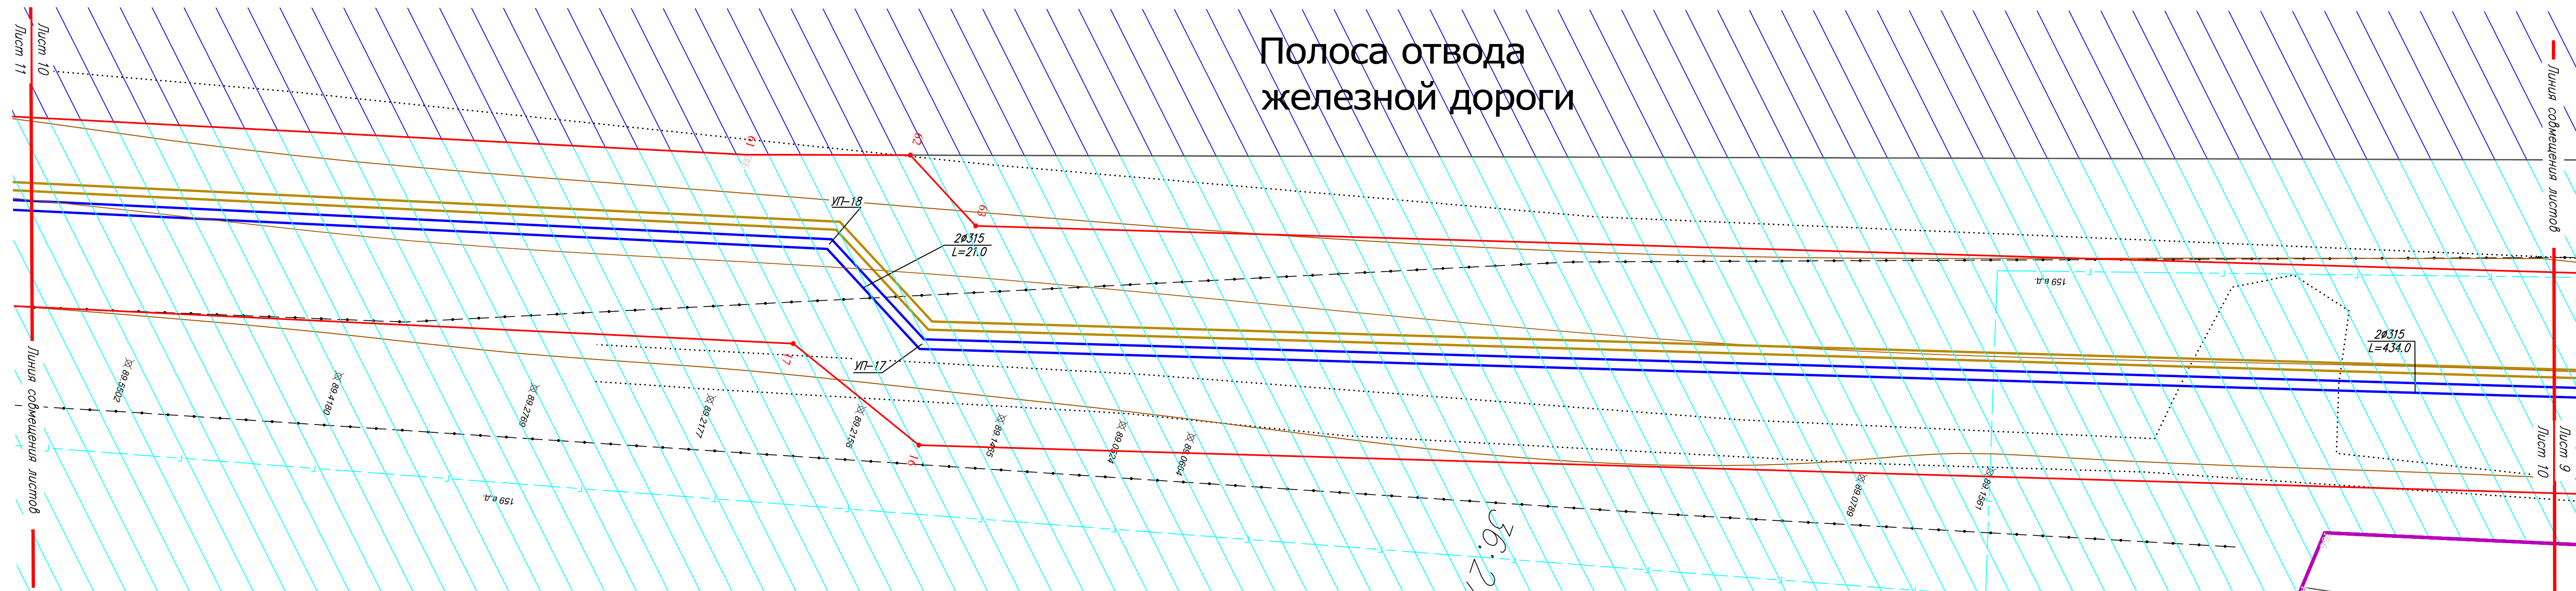 Полоса отвода
железной дороги
Лист 10
Лист 11
Линия совмещения листов
61
62
63
УП-18
2ø315
L=21.0
17
УП-17
16
89.5502
89.4180
89.2769
89.2177
89.2156
89.1465
89.0524
89.0664
89.0789
89.1561
159 в.д.
159 в.д.
2ø315
L=434.0
Линия совмещения листов
Лист 9
Лист 10